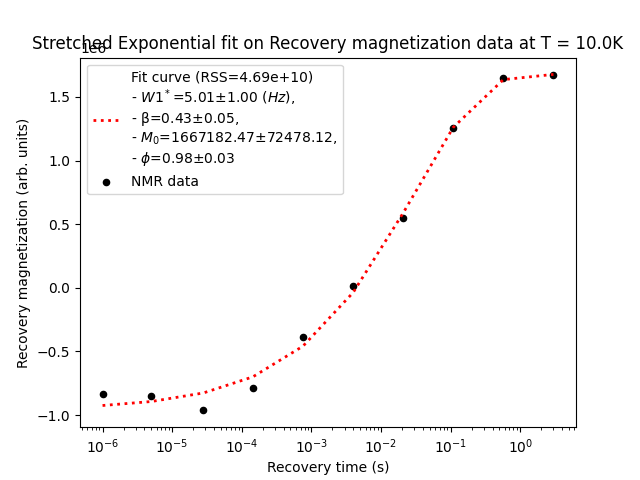 Stretched Exponential fit on Recovery magnetization data at T = 10.0K
1e6
Fit curve (RSS=4.69e+10)
- W1* =5.01±1.00 (Hz),
- β=0.43±0.05,
- M₀=1667182.47±72478.12,
- ϕ=0.98±0.03
NMR data
1.5
1.0
0.5
0.0
−0.5
−1.0
Recovery magnetization (arb. units)
10⁻⁶ 10⁻⁵ 10⁻⁴ 10⁻³ 10⁻² 10⁻¹ 10⁰
Recovery time (s)